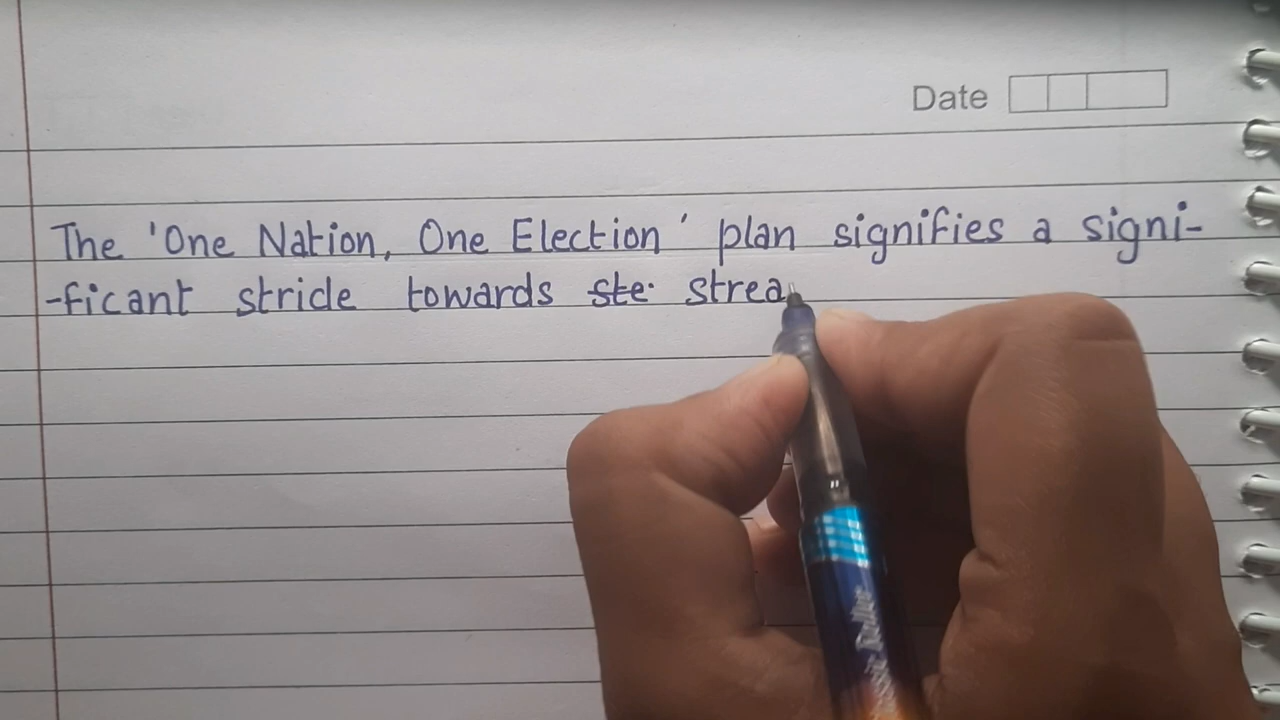 Date
The 'One Nation, One Election' plan signifies a signi-
-ficant stride towards ste. strea